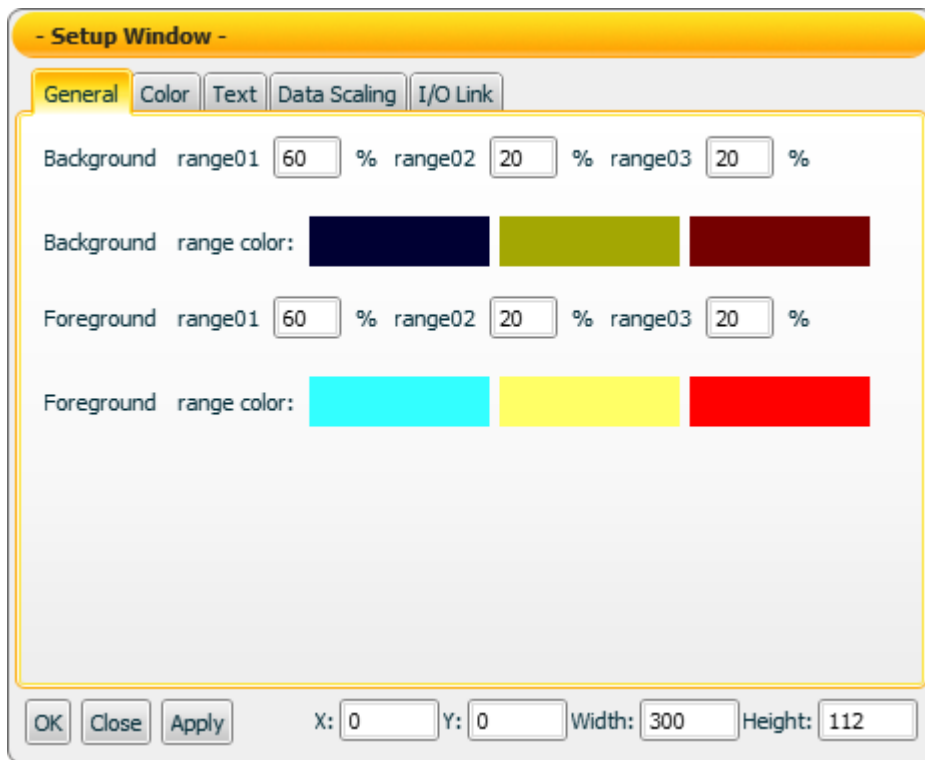 - Setup Window -
General Color Text Data Scaling I/O Link
Background range01 60 % range02 20 % range03 20 %
Background range color:
Foreground range01 60 % range02 20 % range03 20 %
Foreground range color:
OK Close Apply X: 0 Y: 0 Width: 300 Height: 112